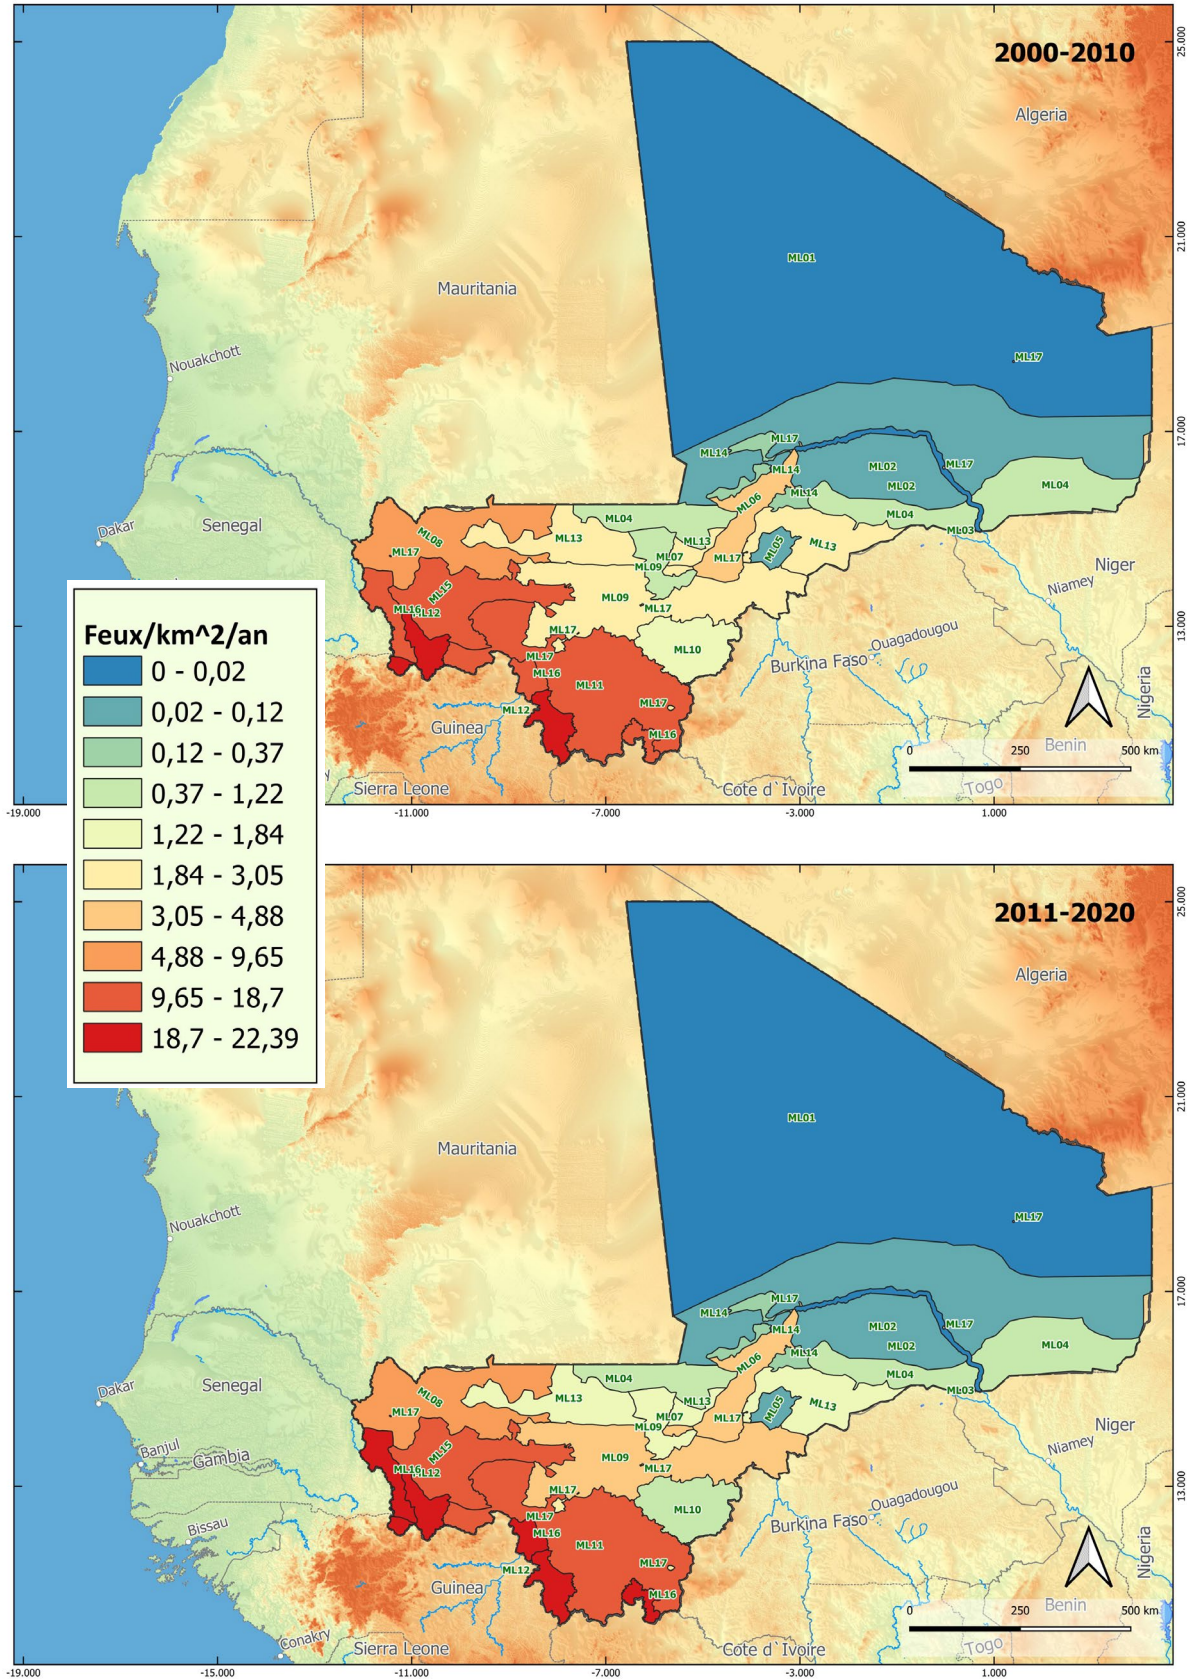 2000-2010
25.000
Algeria
21.000
ML01
Mauritania
ML17
Nouakchott
17.000
ML17
ML14
ML14
ML02
ML17
ML02
ML04
ML14
ML06
ML04
ML04
ML03
Dakar
Senegal
ML08
ML13
ML13
ML05
ML13
ML17
ML07
ML17
ML09
Niger
Niamey
ML15
ML16
ML12
ML09
ML17
13.000
ML17
Ouagadougou
ML17
ML10
Burkina Faso
ML16
ML11
Nigeria
ML12
ML17
Guinea
ML16
Benin
0
250
500 km
Sierra Leone
Cote d`Ivoire
Togo
-19.000
-11.000
-7.000
-3.000
1.000
Feux/km^2/an
0 - 0,02
0,02 - 0,12
0,12 - 0,37
0,37 - 1,22
1,22 - 1,84
1,84 - 3,05
3,05 - 4,88
4,88 - 9,65
9,65 - 18,7
18,7 - 22,39
2011-2020
25.000
Algeria
21.000
ML01
Mauritania
ML17
Nouakchott
17.000
ML17
ML14
ML14
ML02
ML17
ML02
ML04
ML14
ML06
ML04
ML04
ML03
Dakar
Senegal
ML08
ML13
ML13
ML05
ML13
ML17
ML07
ML17
ML09
Niger
Niamey
Banjul
Gambia
ML15
ML16
ML12
ML09
ML17
13.000
ML17
Ouagadougou
Bissau
ML17
ML10
Burkina Faso
ML16
ML11
Nigeria
ML12
ML17
Guinea
ML16
Benin
0
250
500 km
Conakry
Sierra Leone
Cote d`Ivoire
Togo
-19.000
-15.000
-11.000
-7.000
-3.000
1.000